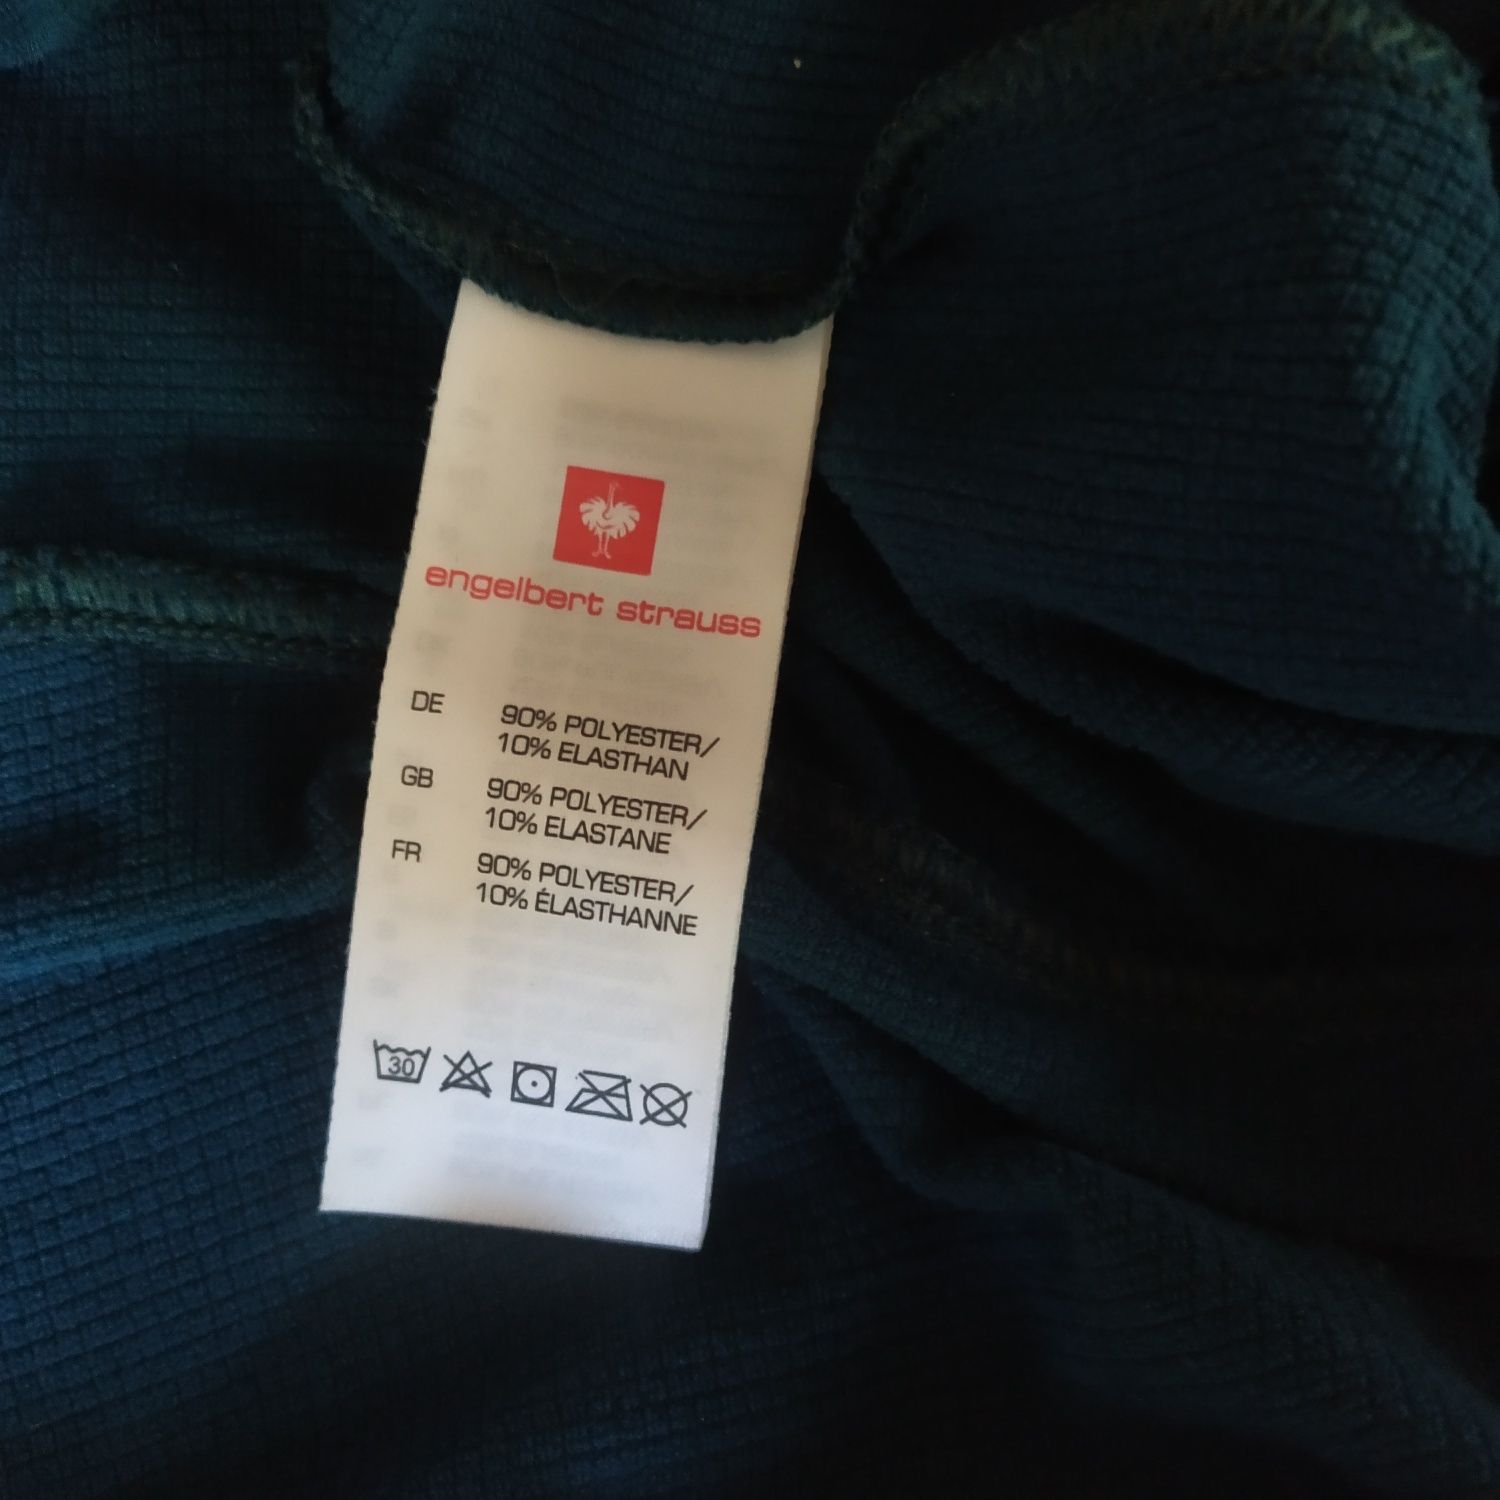 engelbert strauss
DE 90% POLYESTER/
10% ELASTHAN
GB 90% POLYESTER/
10% ELASTANE
FR 90% POLYESTER/
10% ÉLASTHANNE
30